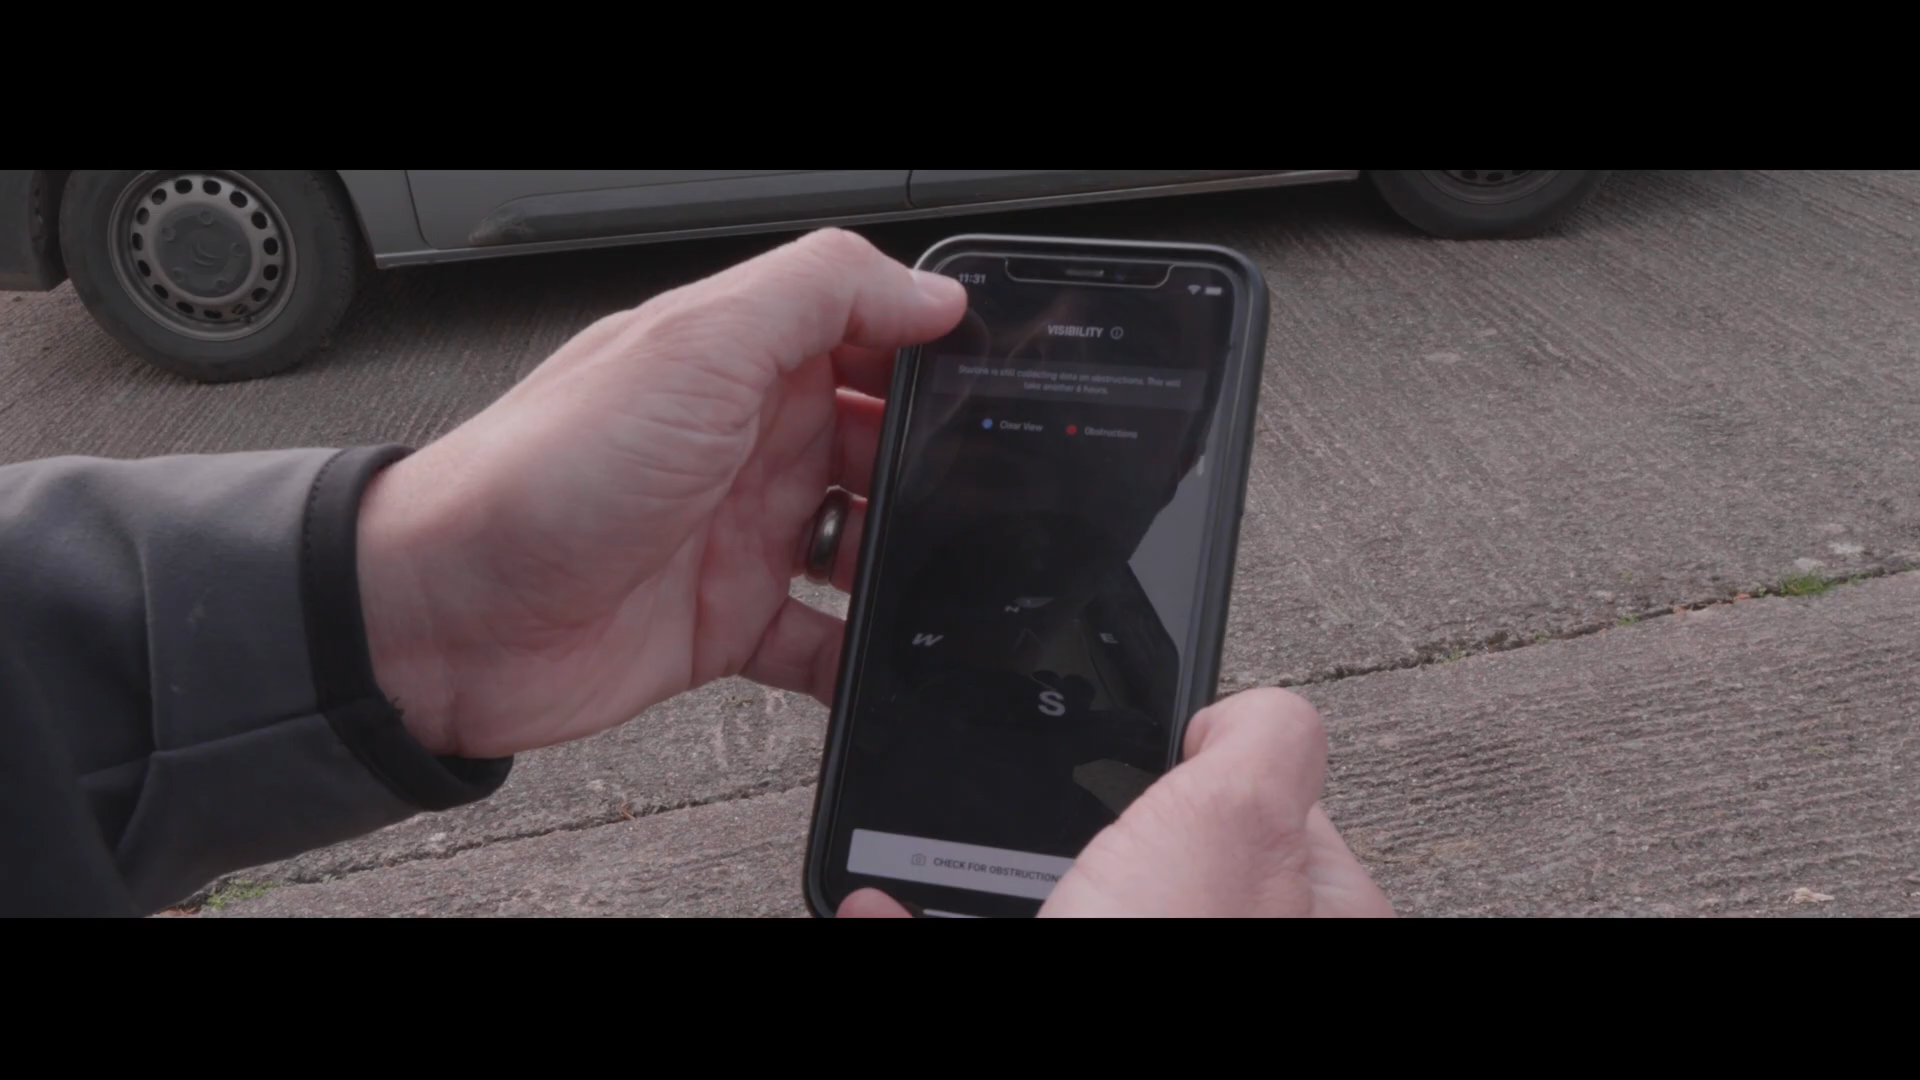 11:31
VISIBILITY
Starlink is still collecting data on obstructions. This will
take another 6 hours.
Clear View Obstructions
N
W E
S
CHECK FOR OBSTRUCTION